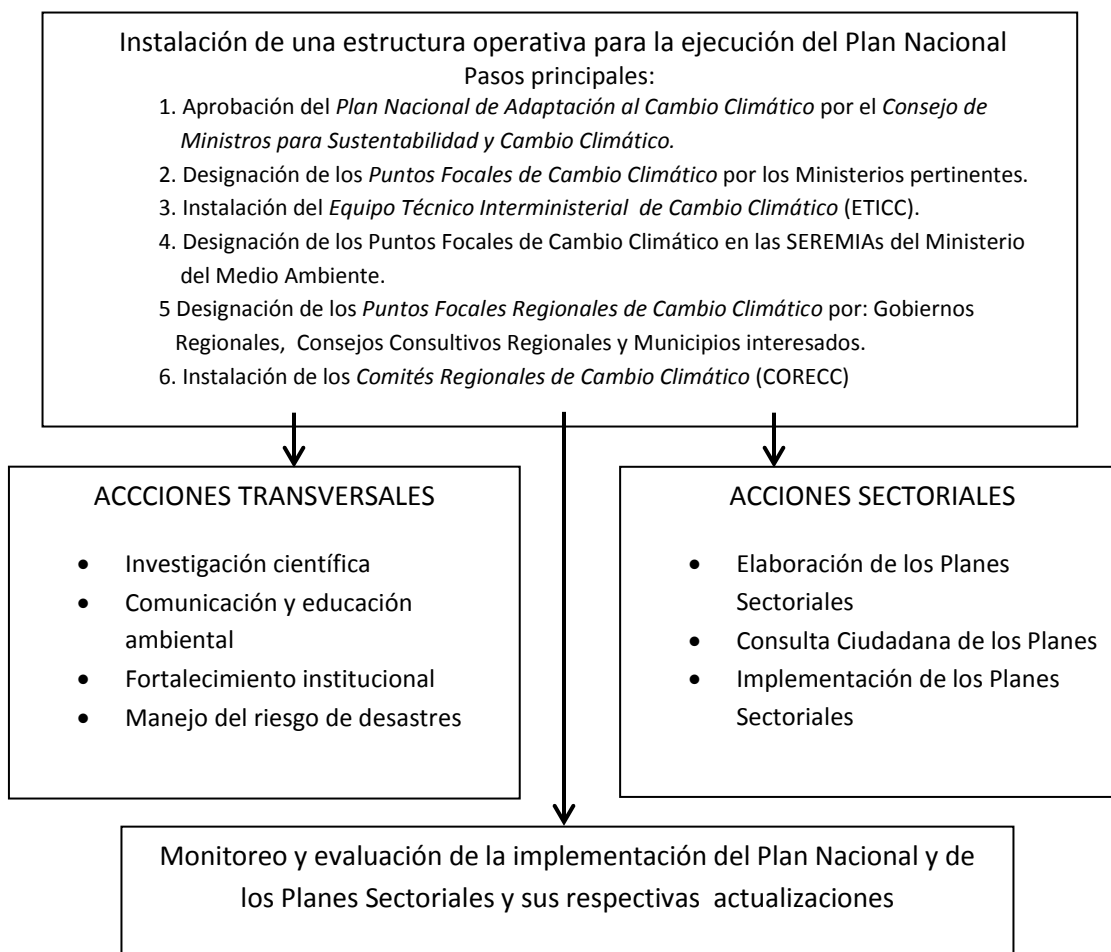 Instalación de una estructura operativa para la ejecución del Plan Nacional
Pasos principales:
1. Aprobación del Plan Nacional de Adaptación al Cambio Climático por el Consejo de
Ministros para Sustentabilidad y Cambio Climático.
2. Designación de los Puntos Focales de Cambio Climático por los Ministerios pertinentes.
3. Instalación del Equipo Técnico Interministerial de Cambio Climático (ETICC).
4. Designación de los Puntos Focales de Cambio Climático en las SEREMIAs del Ministerio
del Medio Ambiente.
5 Designación de los Puntos Focales Regionales de Cambio Climático por: Gobiernos
Regionales, Consejos Consultivos Regionales y Municipios interesados.
6. Instalación de los Comités Regionales de Cambio Climático (CORECC)
ACCCIONES TRANSVERSALES
• Investigación científica
• Comunicación y educación
ambiental
• Fortalecimiento institucional
• Manejo del riesgo de desastres
ACCIONES SECTORIALES
• Elaboración de los Planes
Sectoriales
• Consulta Ciudadana de los Planes
• Implementación de los Planes
Sectoriales
Monitoreo y evaluación de la implementación del Plan Nacional y de
los Planes Sectoriales y sus respectivas actualizaciones